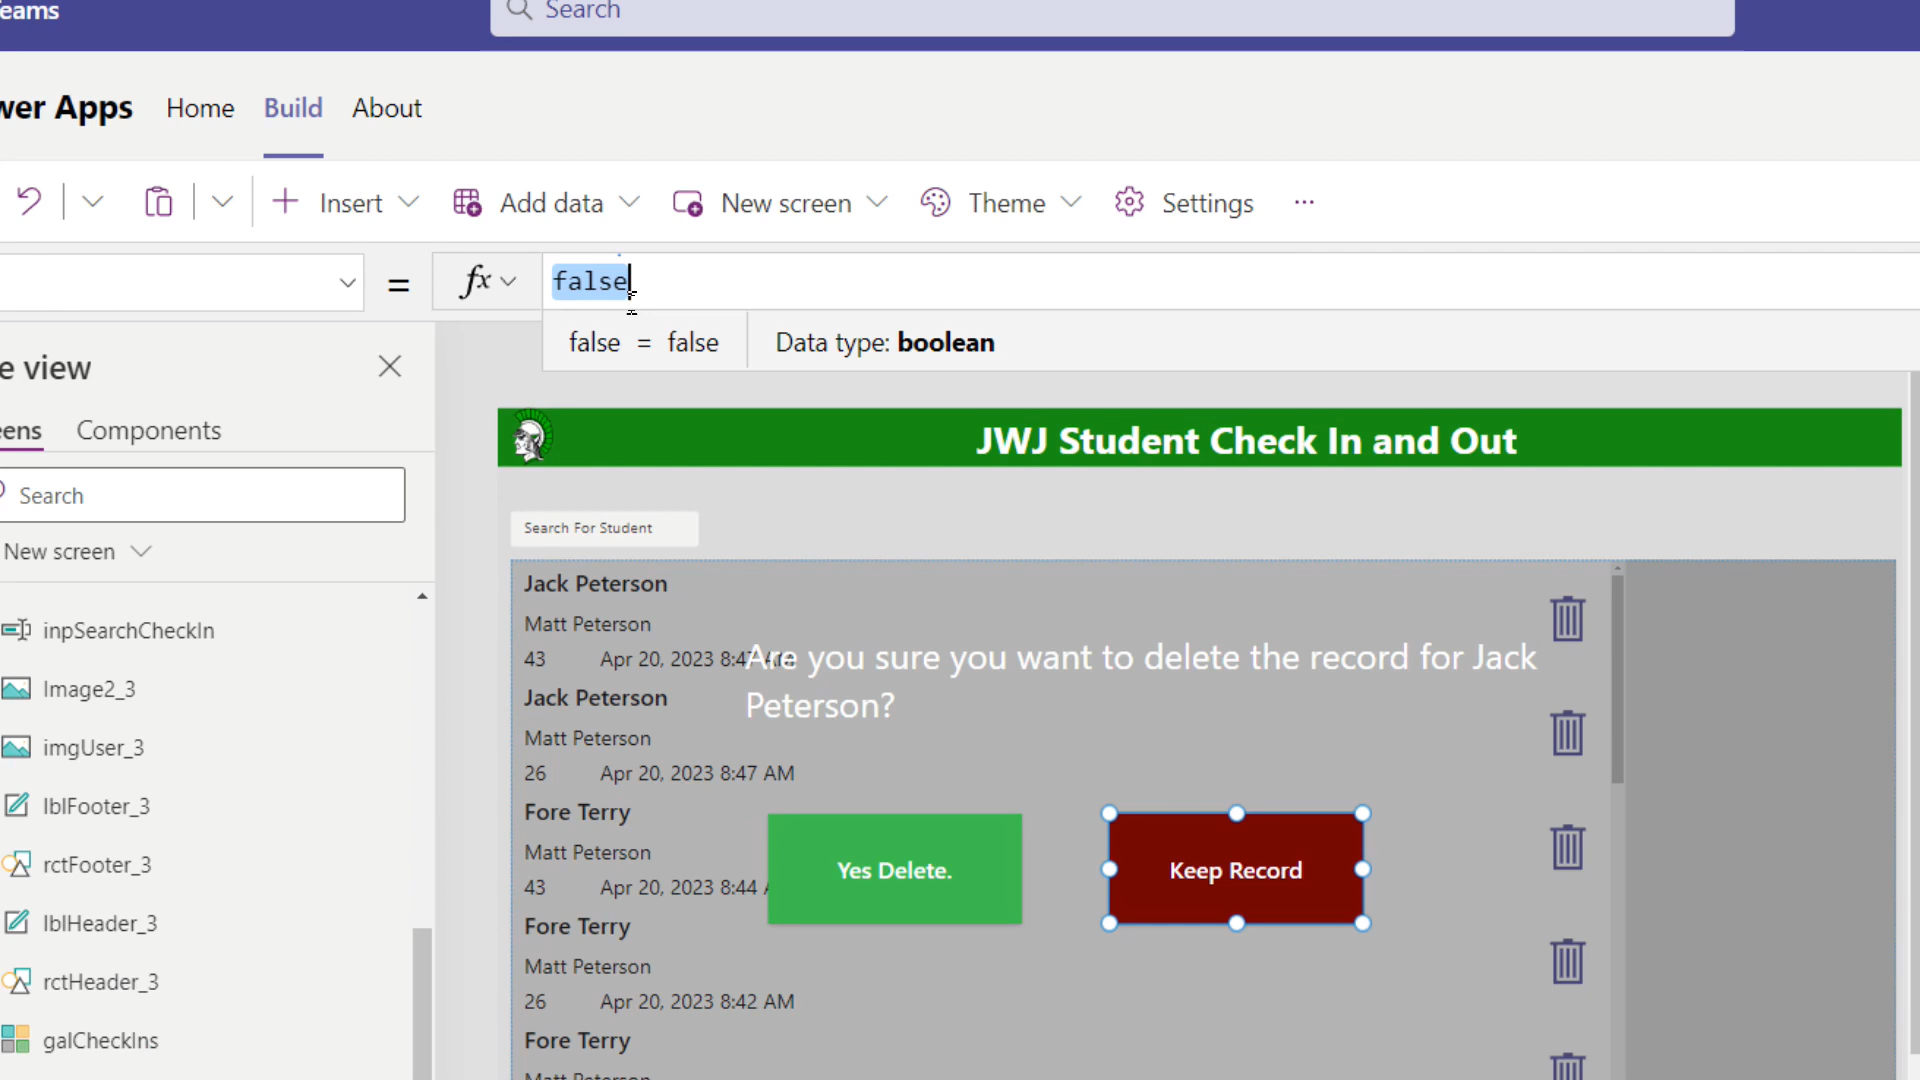 eams
Search
wer Apps
Home
Build
About
Insert
Add data
New screen
Theme
Settings
...
=
fx
false
false = false
Data type: boolean
e view
eens
Components
Search
New screen
inpSearchCheckIn
Image2_3
imgUser_3
lblFooter_3
rctFooter_3
lblHeader_3
rctHeader_3
galCheckIns
JWJ Student Check In and Out
Search For Student
Jack Peterson
Matt Peterson
43 Apr 20, 2023 8:47 AM
Are you sure you want to delete the record for Jack
Peterson?
Jack Peterson
Matt Peterson
26 Apr 20, 2023 8:47 AM
Fore Terry
Matt Peterson
43 Apr 20, 2023 8:44 A
Yes Delete.
Keep Record
Fore Terry
Matt Peterson
26 Apr 20, 2023 8:42 AM
Fore Terry
Matt Peterson